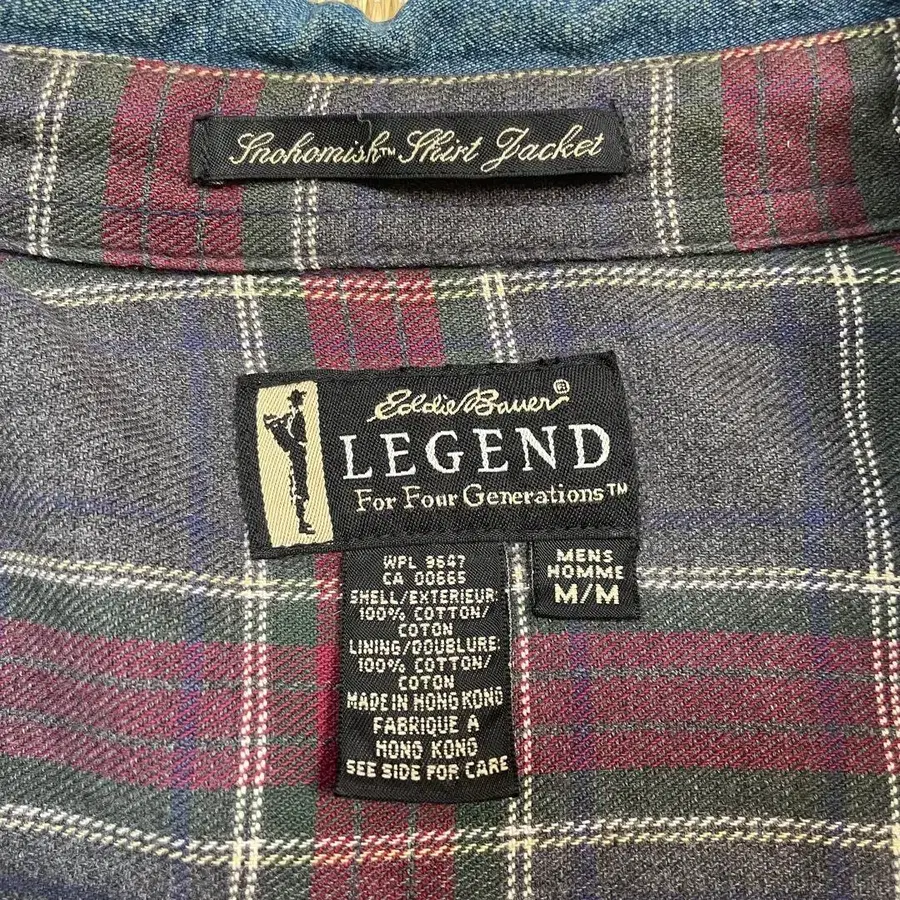 Snohomish™ Shirt Jacket
Eddie Bauer®
LEGEND
For Four Generations™
WPL 9647
CA 00665
SHELL/EXTERIEUR:
100% COTTON/
COTON
LINING/DOUBLURE:
100% COTTON/
COTON
MADE IN HONG KONG
FABRIQUE A
HONG KONG
SEE SIDE FOR CARE
MENS
HOMME
M/M